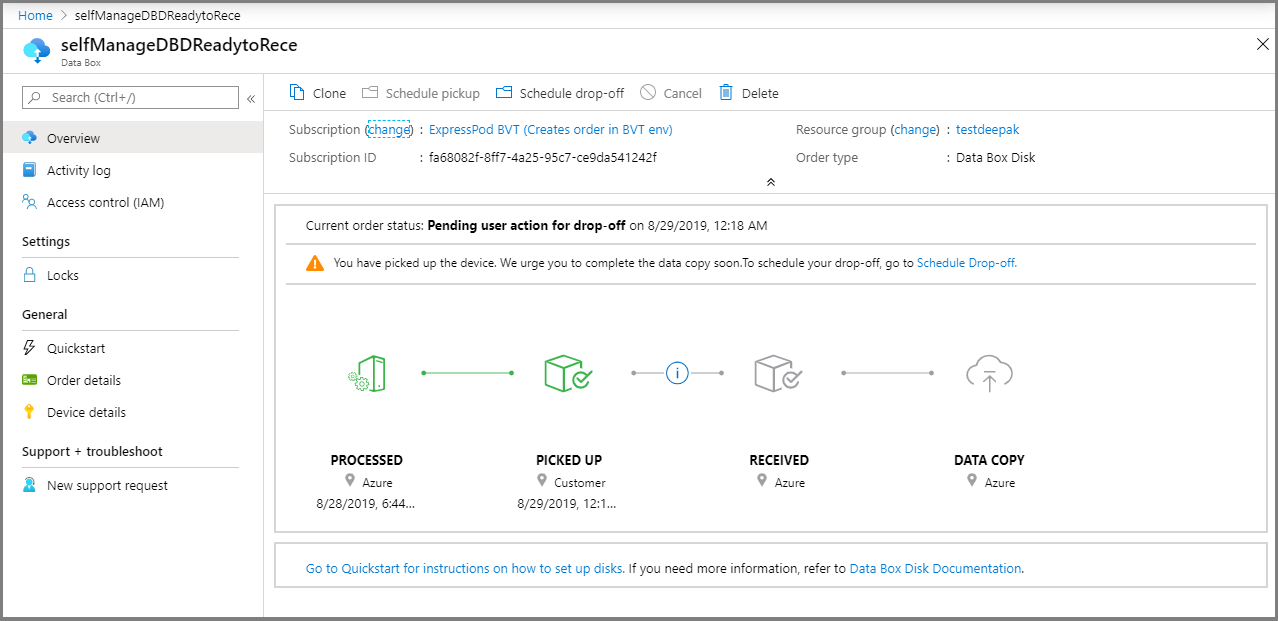 Home > selfManageDBDReadytoRece
selfManageDBDReadytoRece
Data Box
Search (Ctrl+/)
«
Clone Schedule pickup Schedule drop-off Cancel Delete
Overview
Activity log
Access control (IAM)
Settings
Locks
General
Quickstart
Order details
Device details
Support + troubleshoot
New support request
Subscription (change) : ExpressPod BVT (Creates order in BVT env) Resource group (change) : testdeepak
Subscription ID : fa68082f-8ff7-4a25-95c7-ce9da541242f Order type : Data Box Disk
Current order status: Pending user action for drop-off on 8/29/2019, 12:18 AM
You have picked up the device. We urge you to complete the data copy soon.To schedule your drop-off, go to Schedule Drop-off.
i
PROCESSED PICKED UP RECEIVED DATA COPY
Azure Customer Azure Azure
8/28/2019, 6:44... 8/29/2019, 12:1...
Go to Quickstart for instructions on how to set up disks. If you need more information, refer to Data Box Disk Documentation.